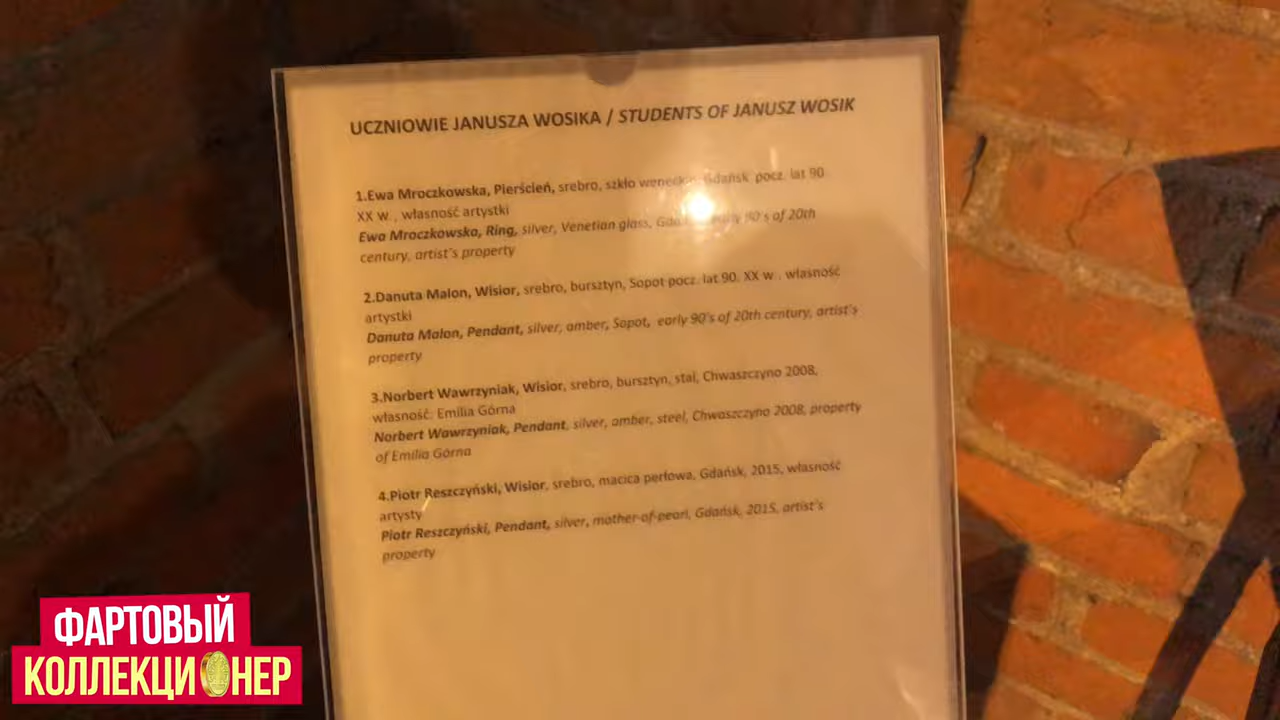 UCZNIOWIE JANUSZA WOSIKA / STUDENTS OF JANUSZ WOSIK
1.Ewa Mroczkowska, Pierścień, srebro, szkło wenecki Gdańsk pocz. lat 90
XX w. , własność artystki
Ewa Mroczkowska, Ring, silver, Venetian glass, early 90's of 20th
century, artist's property
2.Danuta Malon, Wisior, srebro, bursztyn, Sopot pocz. lat 90. XX w . własność
artystki
Danuta Malon, Pendant, silver, amber, Sopot, early 90's of 20th century, artist's
property
3.Norbert Wawrzyniak, Wisior, srebro, bursztyn, stal, Chwaszczyno 2008,
własność: Emilia Górna
Norbert Wawrzyniak, Pendant, silver, amber, steel, Chwaszczyno 2008, property
of Emilia Górna
4.Piotr Reszczyński, Wisior, srebro, macica perłowa, Gdańsk, 2015, własność
artysty
Piotr Reszczyński, Pendant, silver, mother-of-pearl, Gdańsk, 2015, artist's
property
ФАРТОВЫЙ
КОЛЛЕКЦИОНЕР